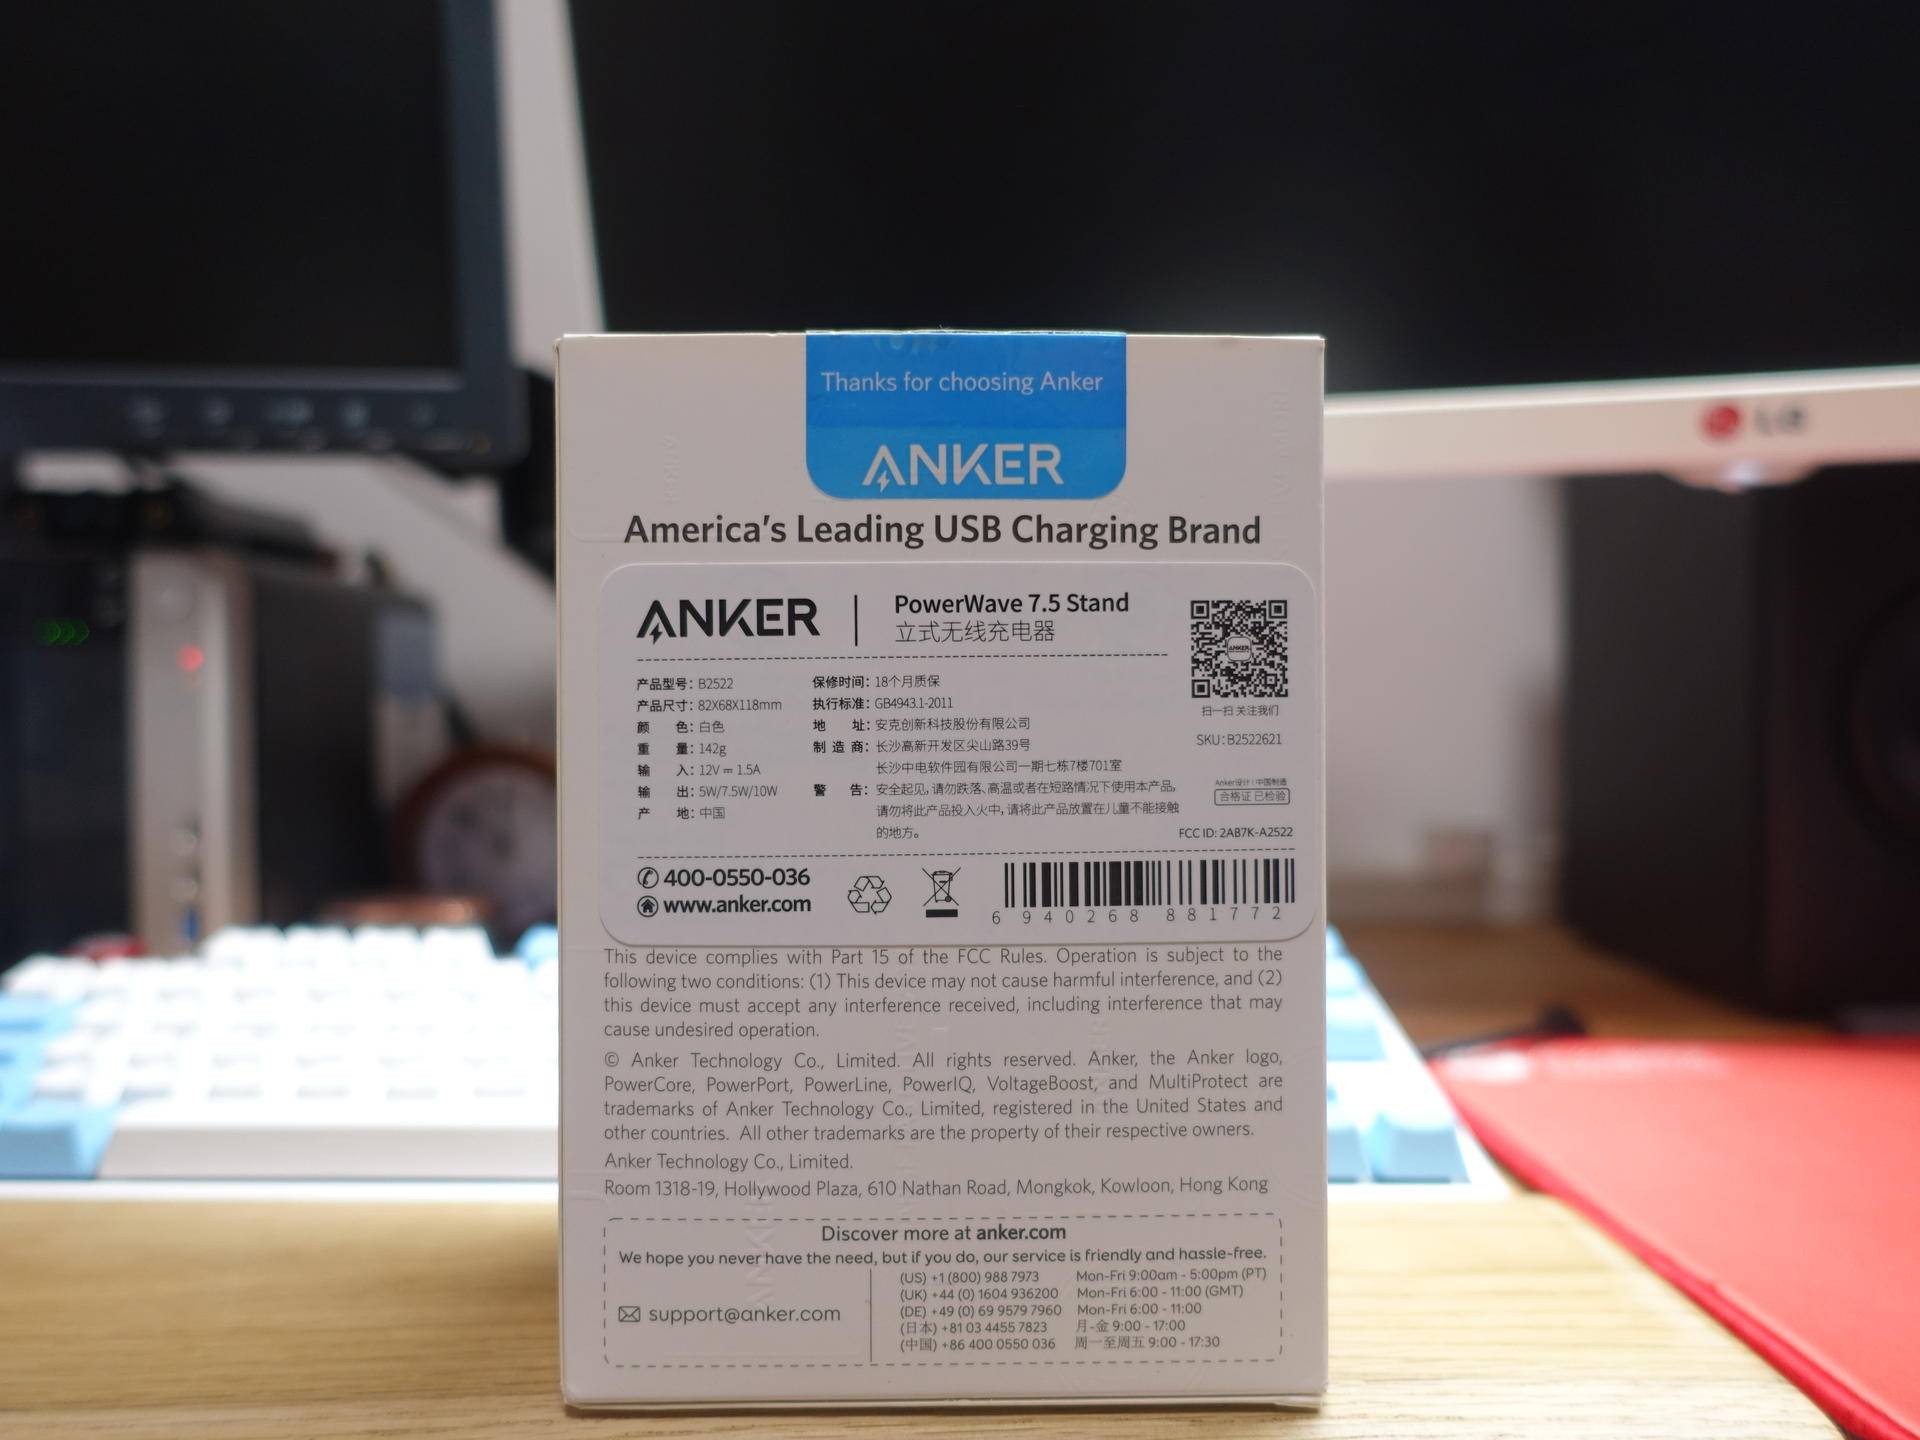 Thanks for choosing Anker
ANKER
America's Leading USB Charging Brand
ANKER
PowerWave 7.5 Stand
立式无线充电器
ANKER
扫一扫 关注我们
SKU:B2522621
Anker设计 | 中国制造
合格证 已检验
FCC ID: 2AB7K-A2522
产品型号: B2522
产品尺寸: 82X68X118mm
颜 色: 白色
重 量: 142g
输 入: 12V ⎓ 1.5A
输 出: 5W/7.5W/10W
产 地: 中国
保修时间: 18个月质保
执行标准: GB4943.1-2011
地 址: 安克创新科技股份有限公司
制 造 商: 长沙高新开发区尖山路39号
长沙中电软件园有限公司一期七栋7楼701室
警 告: 安全起见, 请勿跌落、高温或者在短路情况下使用本产品,
请勿将此产品投入火中, 请将此产品放置在儿童不能接触
的地方。
400-0550-036
www.anker.com
6 940268 881772
This device complies with Part 15 of the FCC Rules. Operation is subject to the
following two conditions: (1) This device may not cause harmful interference, and (2)
this device must accept any interference received, including interference that may
cause undesired operation.
© Anker Technology Co., Limited. All rights reserved. Anker, the Anker logo,
PowerCore, PowerPort, PowerLine, PowerIQ, VoltageBoost, and MultiProtect are
trademarks of Anker Technology Co., Limited, registered in the United States and
other countries. All other trademarks are the property of their respective owners.
Anker Technology Co., Limited.
Room 1318-19, Hollywood Plaza, 610 Nathan Road, Mongkok, Kowloon, Hong Kong
Discover more at anker.com
We hope you never have the need, but if you do, our service is friendly and hassle-free.
support@anker.com
(US) +1 (800) 988 7973 Mon-Fri 9:00am - 5:00pm (PT)
(UK) +44 (0) 1604 936200 Mon-Fri 6:00 - 11:00 (GMT)
(DE) +49 (0) 69 9579 7960 Mon-Fri 6:00 - 11:00
(日本) +81 03 4455 7823 月-金 9:00 - 17:00
(中国) +86 400 0550 036 周一至周五 9:00 - 17:30
LG